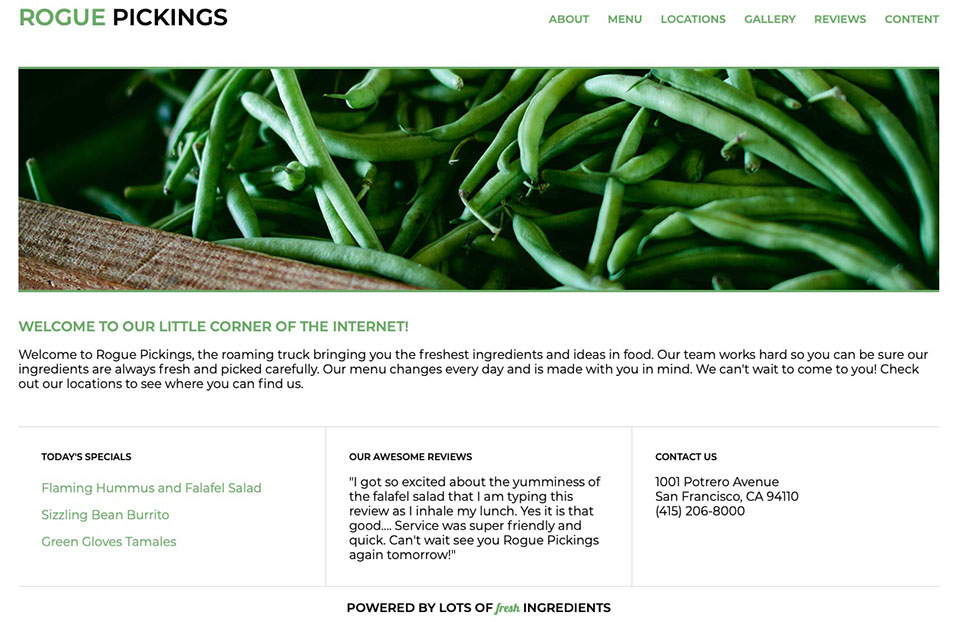 ROGUE PICKINGS
ABOUT MENU LOCATIONS GALLERY REVIEWS CONTENT
WELCOME TO OUR LITTLE CORNER OF THE INTERNET!
Welcome to Rogue Pickings, the roaming truck bringing you the freshest ingredients and ideas in food. Our team works hard so you can be sure our
ingredients are always fresh and picked carefully. Our menu changes every day and is made with you in mind. We can't wait to come to you! Check
out our locations to see where you can find us.
TODAY'S SPECIALS
Flaming Hummus and Falafel Salad
Sizzling Bean Burrito
Green Gloves Tamales
OUR AWESOME REVIEWS
"I got so excited about the yumminess of
the falafel salad that I am typing this
review as I inhale my lunch. Yes it is that
good.... Service was super friendly and
quick. Can't wait see you Rogue Pickings
again tomorrow!"
CONTACT US
1001 Potrero Avenue
San Francisco, CA 94110
(415) 206-8000
POWERED BY LOTS OF fresh INGREDIENTS